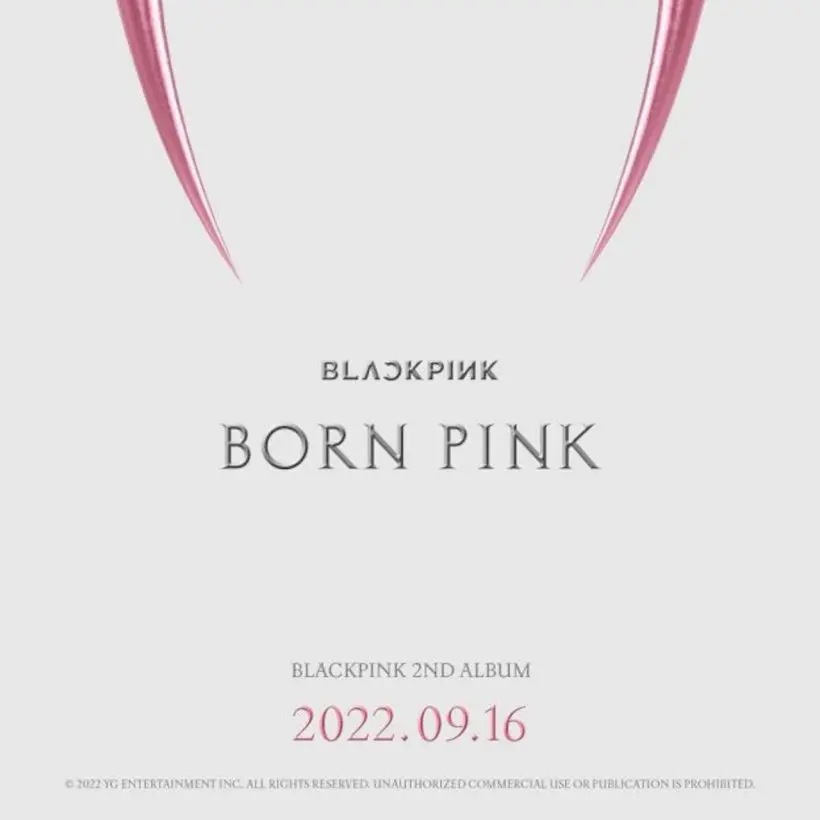 BLACKPINK
BORN PINK
BLACKPINK 2ND ALBUM
2022.09.16
© 2022 YG ENTERTAINMENT INC. ALL RIGHTS RESERVED. UNAUTHORIZED COMMERCIAL USE OR PUBLICATION IS PROHIBITED.